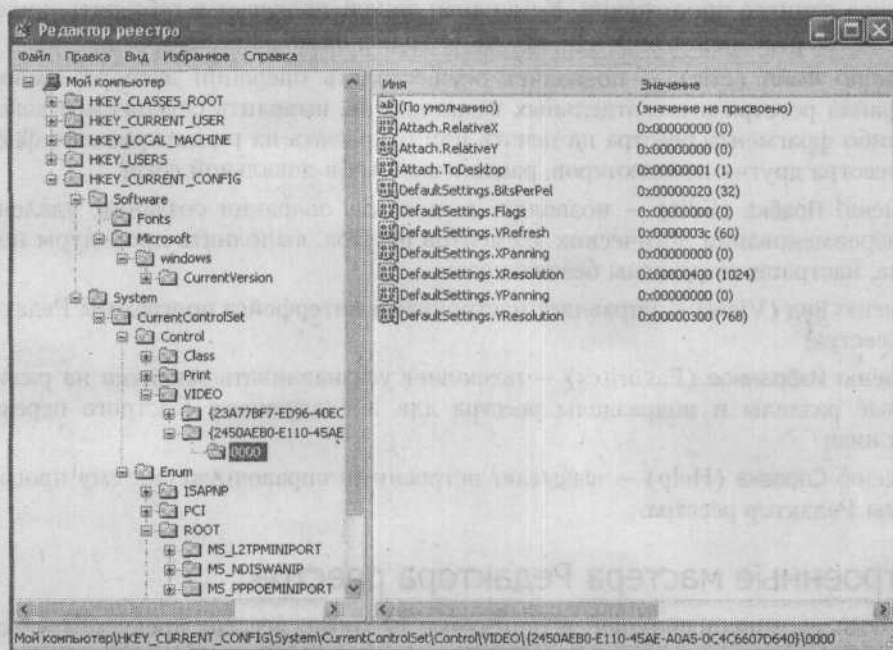 Редактор реестра
Файл Правка Вид Избранное Справка
Мой компьютер
HKEY_CLASSES_ROOT
HKEY_CURRENT_USER
HKEY_LOCAL_MACHINE
HKEY_USERS
HKEY_CURRENT_CONFIG
Software
Fonts
Microsoft
windows
CurrentVersion
System
CurrentControlSet
Control
Class
Print
VIDEO
{23A77BF7-ED96-40EC
{2450AEB0-E110-45AE
0000
Enum
ISAPNP
PCI
ROOT
MS_L2TPMINIPORT
MS_NDISWANIP
MS_PPPOEMINIPORT
Имя Значение
(По умолчанию) (значение не присвоено)
Attach.RelativeX 0x00000000 (0)
Attach.RelativeY 0x00000000 (0)
Attach.ToDesktop 0x00000001 (1)
DefaultSettings.BitsPerPel 0x00000020 (32)
DefaultSettings.Flags 0x00000000 (0)
DefaultSettings.VRefresh 0x0000003c (60)
DefaultSettings.XPanning 0x00000000 (0)
DefaultSettings.XResolution 0x00000400 (1024)
DefaultSettings.YPanning 0x00000000 (0)
DefaultSettings.YResolution 0x00000300 (768)
Мой компьютер\HKEY_CURRENT_CONFIG\System\CurrentControlSet\Control\VIDEO\{2450AEB0-E110-45AE-A0A5-0C4C6607D640}\0000